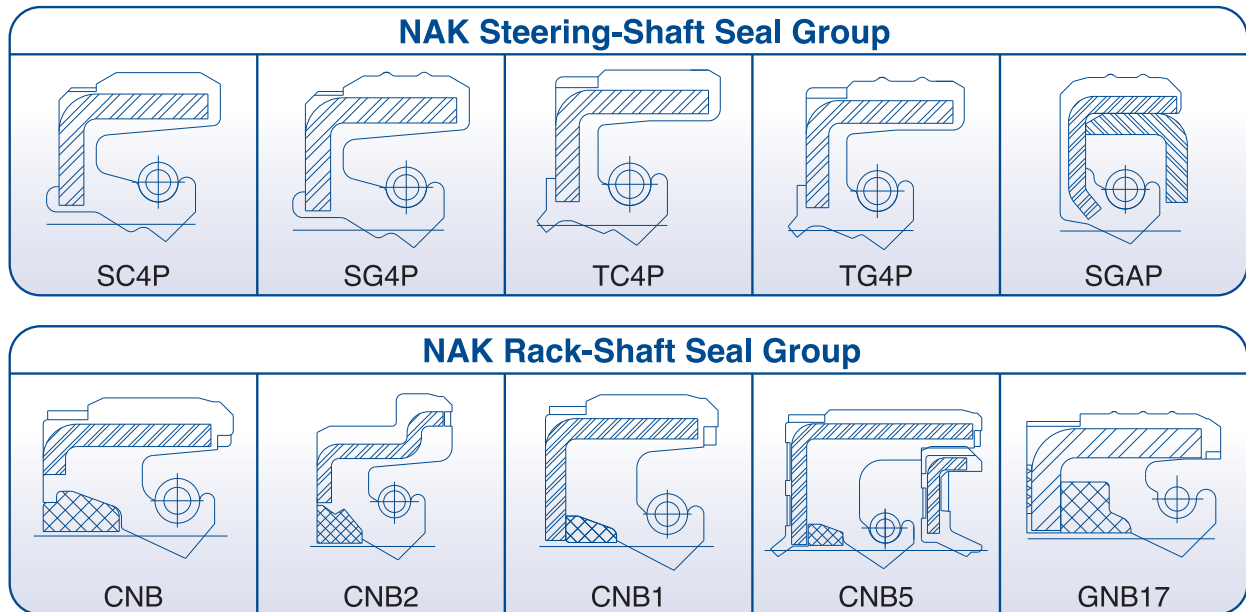 NAK Steering-Shaft Seal Group
SC4P SG4P TC4P TG4P SGAP
NAK Rack-Shaft Seal Group
CNB CNB2 CNB1 CNB5 GNB17